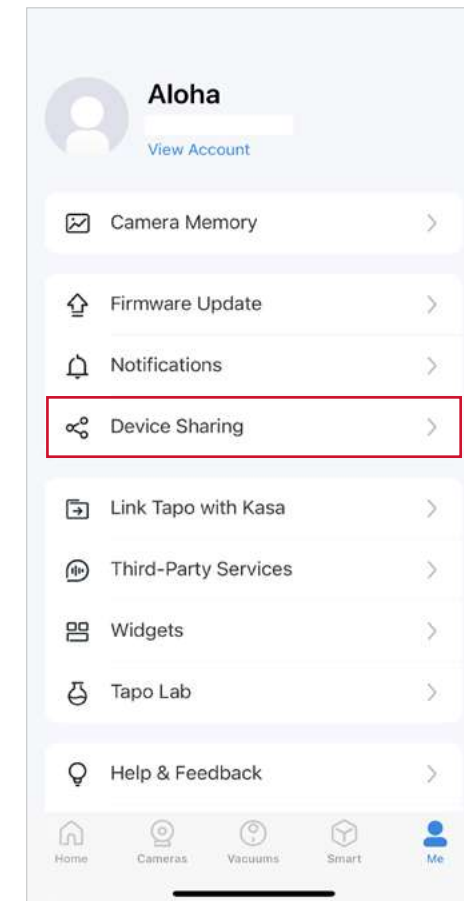 Aloha
View Account
Camera Memory
Firmware Update
Notifications
Device Sharing
Link Tapo with Kasa
Third-Party Services
Widgets
Tapo Lab
Help & Feedback
Home Cameras Vacuums Smart Me